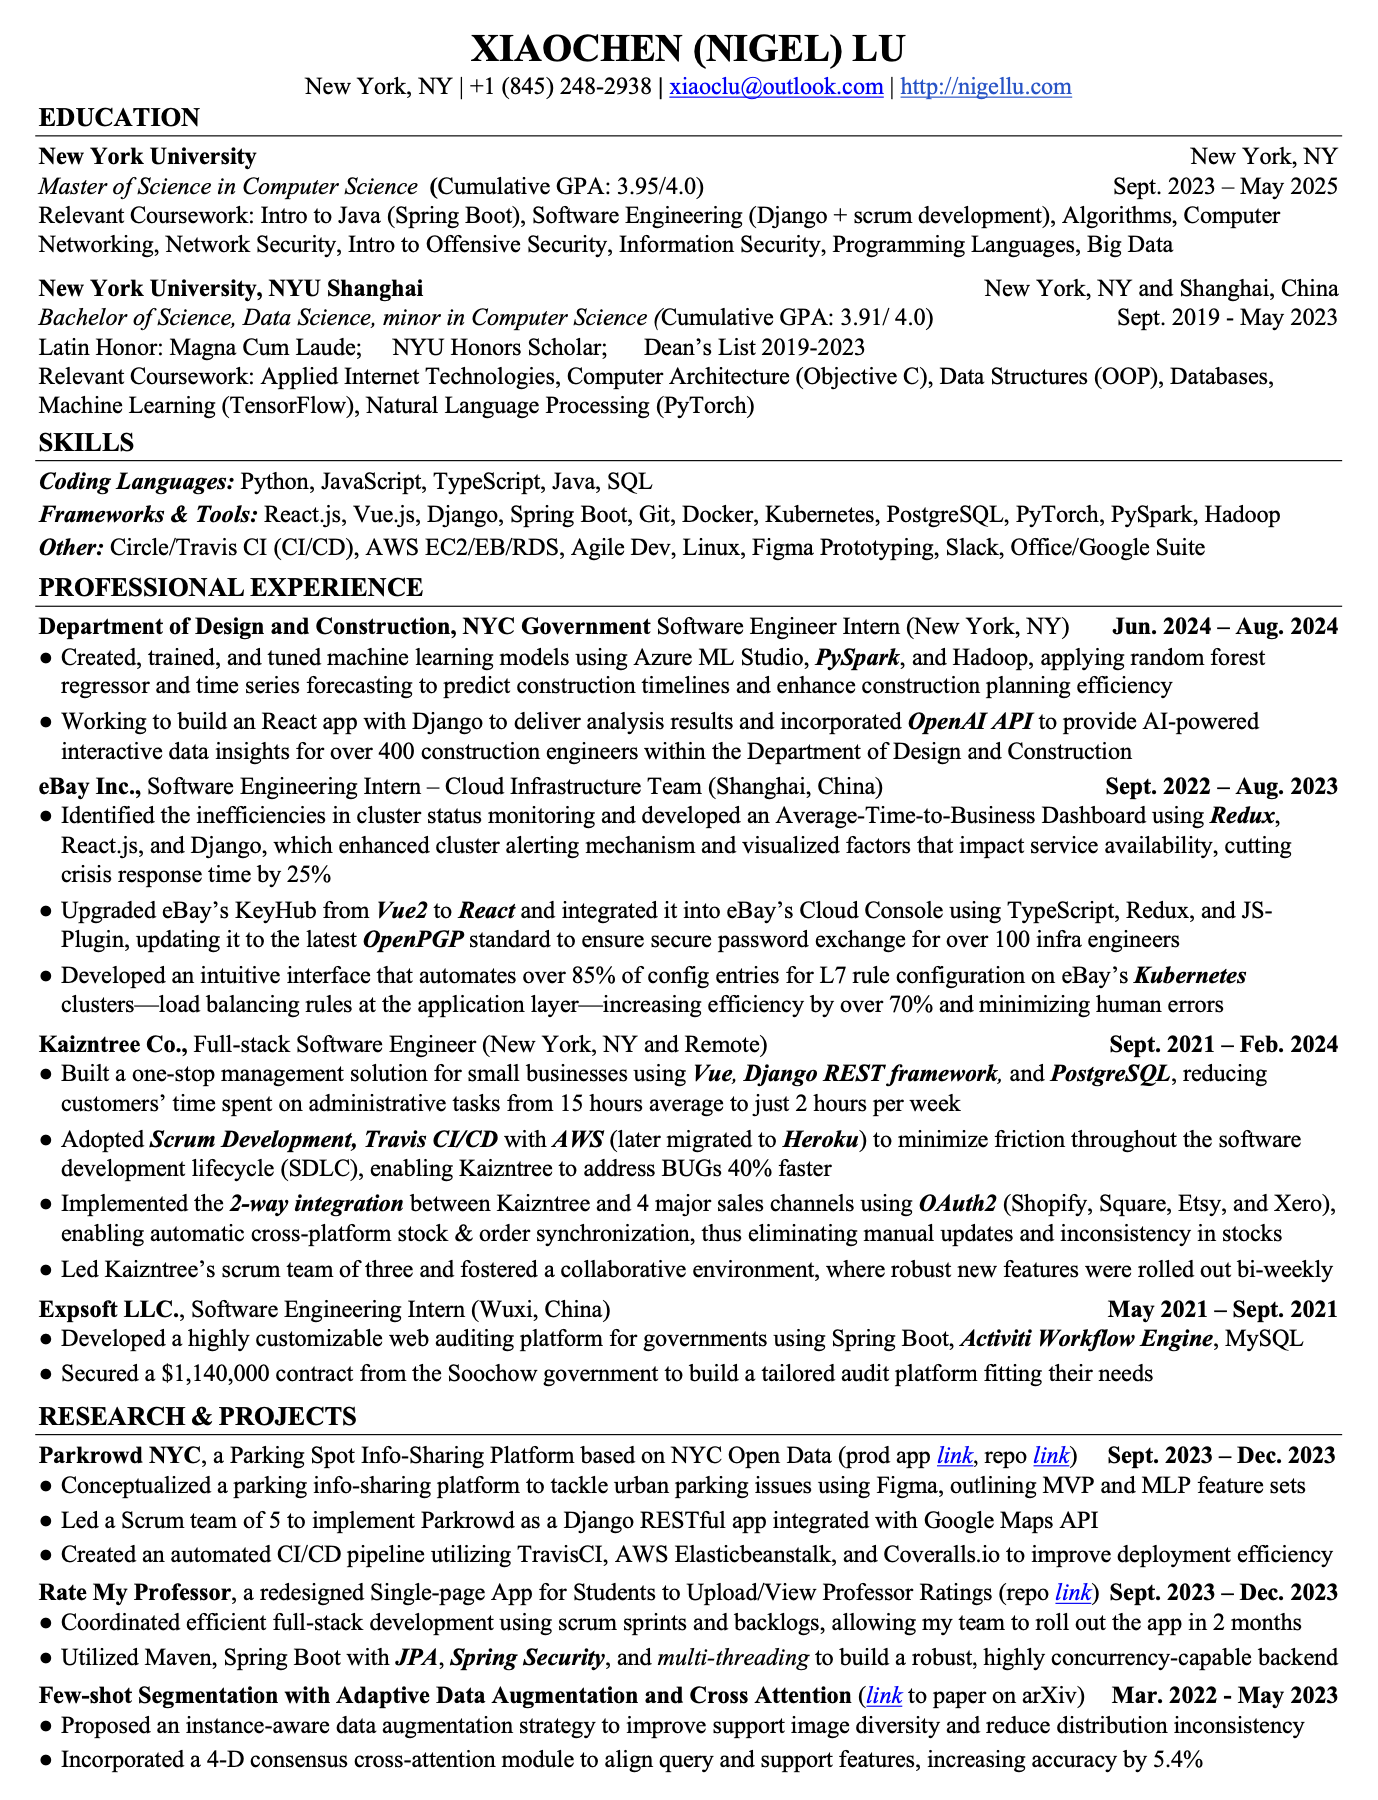 XIAOCHEN (NIGEL) LU
New York, NY | +1 (845) 248-2938 | xiaoclu@outlook.com | http://nigellu.com
EDUCATION
New York University New York, NY
Master of Science in Computer Science (Cumulative GPA: 3.95/4.0) Sept. 2023 – May 2025
Relevant Coursework: Intro to Java (Spring Boot), Software Engineering (Django + scrum development), Algorithms, Computer
Networking, Network Security, Intro to Offensive Security, Information Security, Programming Languages, Big Data
New York University, NYU Shanghai New York, NY and Shanghai, China
Bachelor of Science, Data Science, minor in Computer Science (Cumulative GPA: 3.91/ 4.0) Sept. 2019 - May 2023
Latin Honor: Magna Cum Laude; NYU Honors Scholar; Dean’s List 2019-2023
Relevant Coursework: Applied Internet Technologies, Computer Architecture (Objective C), Data Structures (OOP), Databases,
Machine Learning (TensorFlow), Natural Language Processing (PyTorch)
SKILLS
Coding Languages: Python, JavaScript, TypeScript, Java, SQL
Frameworks & Tools: React.js, Vue.js, Django, Spring Boot, Git, Docker, Kubernetes, PostgreSQL, PyTorch, PySpark, Hadoop
Other: Circle/Travis CI (CI/CD), AWS EC2/EB/RDS, Agile Dev, Linux, Figma Prototyping, Slack, Office/Google Suite
PROFESSIONAL EXPERIENCE
Department of Design and Construction, NYC Government Software Engineer Intern (New York, NY) Jun. 2024 – Aug. 2024
● Created, trained, and tuned machine learning models using Azure ML Studio, PySpark, and Hadoop, applying random forest
regressor and time series forecasting to predict construction timelines and enhance construction planning efficiency
● Working to build an React app with Django to deliver analysis results and incorporated OpenAI API to provide AI-powered
interactive data insights for over 400 construction engineers within the Department of Design and Construction
eBay Inc., Software Engineering Intern – Cloud Infrastructure Team (Shanghai, China) Sept. 2022 – Aug. 2023
● Identified the inefficiencies in cluster status monitoring and developed an Average-Time-to-Business Dashboard using Redux,
React.js, and Django, which enhanced cluster alerting mechanism and visualized factors that impact service availability, cutting
crisis response time by 25%
● Upgraded eBay’s KeyHub from Vue2 to React and integrated it into eBay’s Cloud Console using TypeScript, Redux, and JS-
Plugin, updating it to the latest OpenPGP standard to ensure secure password exchange for over 100 infra engineers
● Developed an intuitive interface that automates over 85% of config entries for L7 rule configuration on eBay’s Kubernetes
clusters—load balancing rules at the application layer—increasing efficiency by over 70% and minimizing human errors
Kaizntree Co., Full-stack Software Engineer (New York, NY and Remote) Sept. 2021 – Feb. 2024
● Built a one-stop management solution for small businesses using Vue, Django REST framework, and PostgreSQL, reducing
customers’ time spent on administrative tasks from 15 hours average to just 2 hours per week
● Adopted Scrum Development, Travis CI/CD with AWS (later migrated to Heroku) to minimize friction throughout the software
development lifecycle (SDLC), enabling Kaizntree to address BUGs 40% faster
● Implemented the 2-way integration between Kaizntree and 4 major sales channels using OAuth2 (Shopify, Square, Etsy, and Xero),
enabling automatic cross-platform stock & order synchronization, thus eliminating manual updates and inconsistency in stocks
● Led Kaizntree’s scrum team of three and fostered a collaborative environment, where robust new features were rolled out bi-weekly
Expsoft LLC., Software Engineering Intern (Wuxi, China) May 2021 – Sept. 2021
● Developed a highly customizable web auditing platform for governments using Spring Boot, Activiti Workflow Engine, MySQL
● Secured a $1,140,000 contract from the Soochow government to build a tailored audit platform fitting their needs
RESEARCH & PROJECTS
Parkrowd NYC, a Parking Spot Info-Sharing Platform based on NYC Open Data (prod app link, repo link) Sept. 2023 – Dec. 2023
● Conceptualized a parking info-sharing platform to tackle urban parking issues using Figma, outlining MVP and MLP feature sets
● Led a Scrum team of 5 to implement Parkrowd as a Django RESTful app integrated with Google Maps API
● Created an automated CI/CD pipeline utilizing TravisCI, AWS Elasticbeanstalk, and Coveralls.io to improve deployment efficiency
Rate My Professor, a redesigned Single-page App for Students to Upload/View Professor Ratings (repo link) Sept. 2023 – Dec. 2023
● Coordinated efficient full-stack development using scrum sprints and backlogs, allowing my team to roll out the app in 2 months
● Utilized Maven, Spring Boot with JPA, Spring Security, and multi-threading to build a robust, highly concurrency-capable backend
Few-shot Segmentation with Adaptive Data Augmentation and Cross Attention (link to paper on arXiv) Mar. 2022 - May 2023
● Proposed an instance-aware data augmentation strategy to improve support image diversity and reduce distribution inconsistency
● Incorporated a 4-D consensus cross-attention module to align query and support features, increasing accuracy by 5.4%